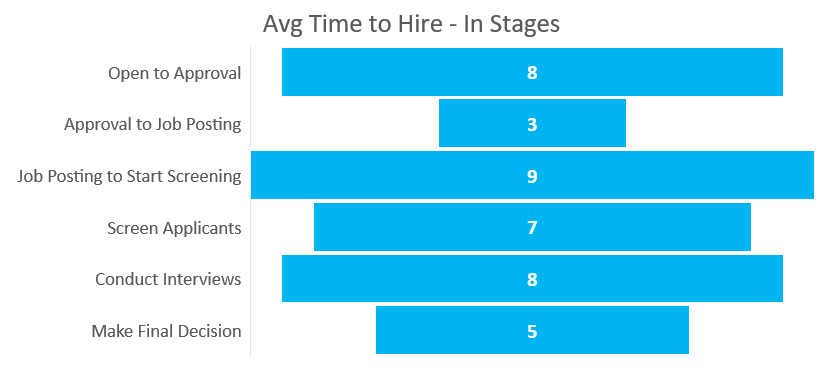 Avg Time to Hire - In Stages
Open to Approval 8
Approval to Job Posting 3
Job Posting to Start Screening 9
Screen Applicants 7
Conduct Interviews 8
Make Final Decision 5